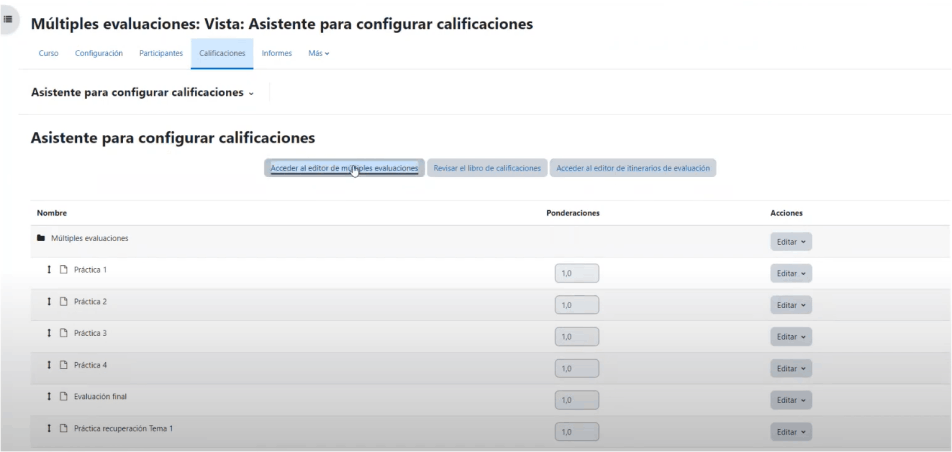 Múltiples evaluaciones: Vista: Asistente para configurar calificaciones
Curso Configuración Participantes Calificaciones Informes Más
Asistente para configurar calificaciones
Asistente para configurar calificaciones
Acceder al editor de múltiples evaluaciones Revisar el libro de calificaciones Acceder al editor de itinerarios de evaluación
Nombre Ponderaciones Acciones
Múltiples evaluaciones Editar
Práctica 1 1,0 Editar
Práctica 2 1,0 Editar
Práctica 3 1,0 Editar
Práctica 4 1,0 Editar
Evaluación final 1,0 Editar
Práctica recuperación Tema 1 1,0 Editar